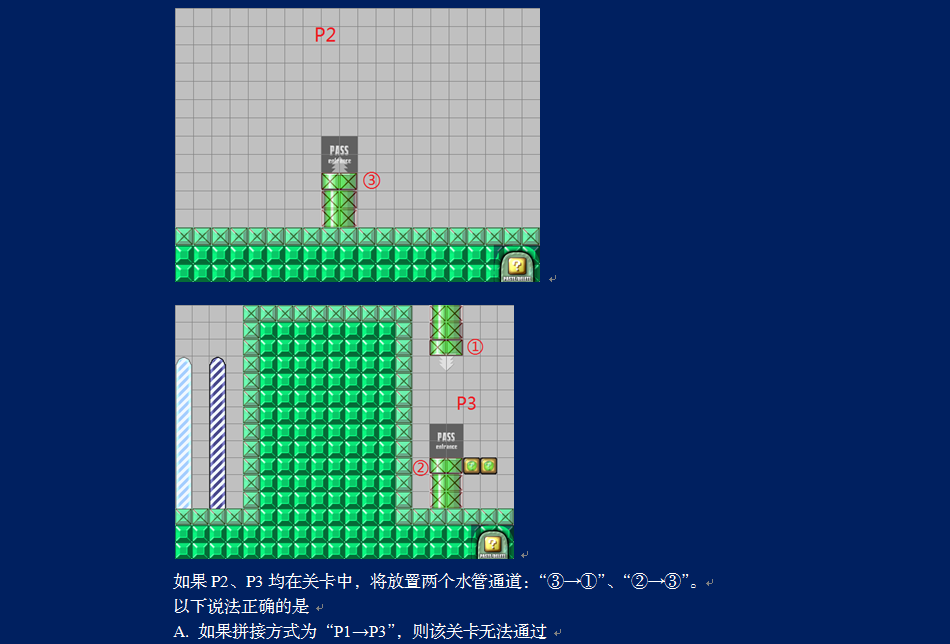 P2
PASS
entrance
③
①
P3
PASS
entrance
②
如果 P2、P3 均在关卡中，将放置两个水管通道：“③→①”、“②→③”。
以下说法正确的是
A. 如果拼接方式为“P1→P3”，则该关卡无法通过